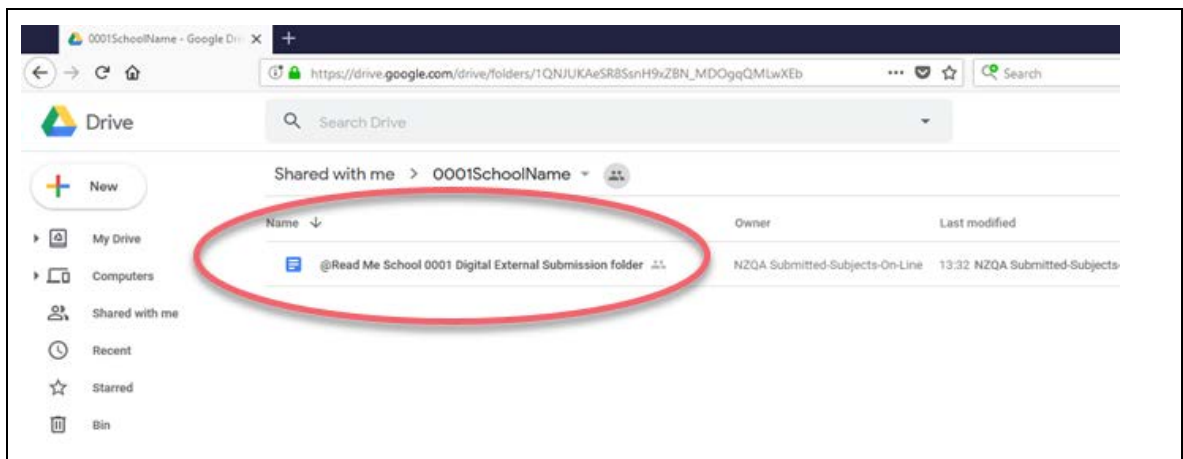 0001SchoolName - Google Dri
https://drive.google.com/drive/folders/1QNJUKAeSR8SsnH9xZBN_MDOgqQMLwXEb
Search
Drive
Search Drive
New
Shared with me > 0001SchoolName
Name
Owner
Last modified
My Drive
@Read Me School 0001 Digital External Submission folder
NZQA Submitted-Subjects-On-Line
13:32 NZQA Submitted-Subjects-
Computers
Shared with me
Recent
Starred
Bin